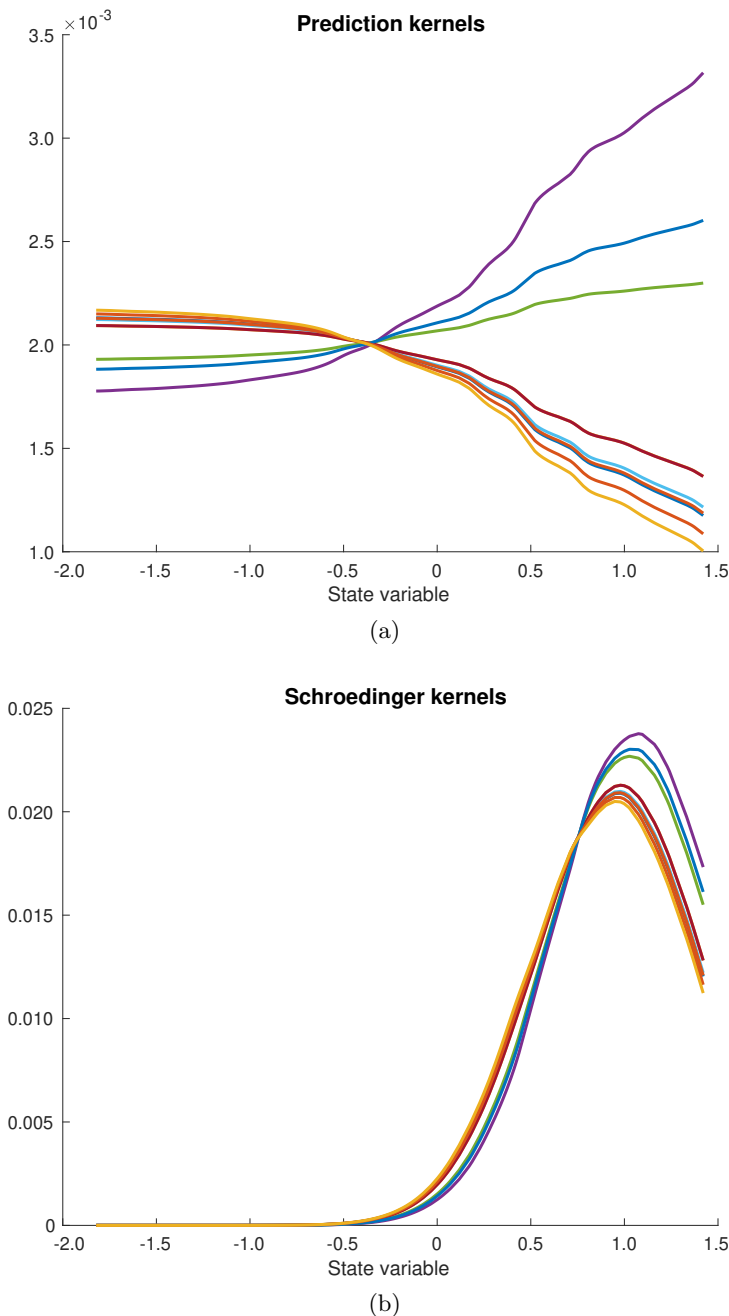 Prediction kernels
×10⁻³
3.5
3.0
2.5
2.0
1.5
1.0
-2.0 -1.5 -1.0 -0.5 0 0.5 1.0 1.5
State variable
(a)
Schroedinger kernels
0.025
0.020
0.015
0.010
0.005
0
-2.0 -1.5 -1.0 -0.5 0 0.5 1.0 1.5
State variable
(b)